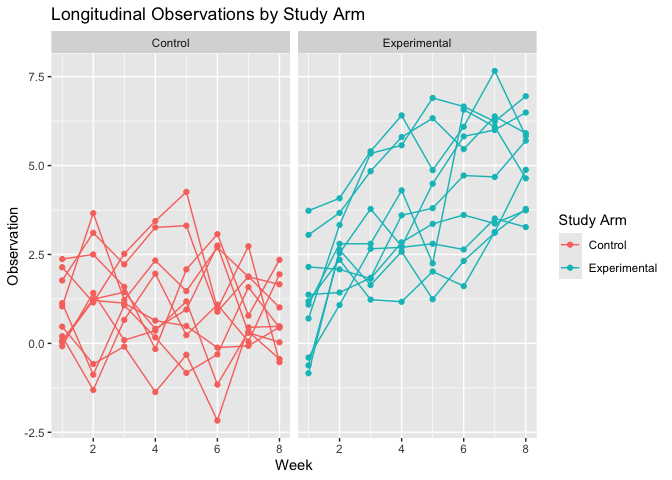 Longitudinal Observations by Study Arm
Control
Experimental
7.5
5.0
2.5
0.0
-2.5
Observation
2 4 6 8
2 4 6 8
Week
Study Arm
Control
Experimental